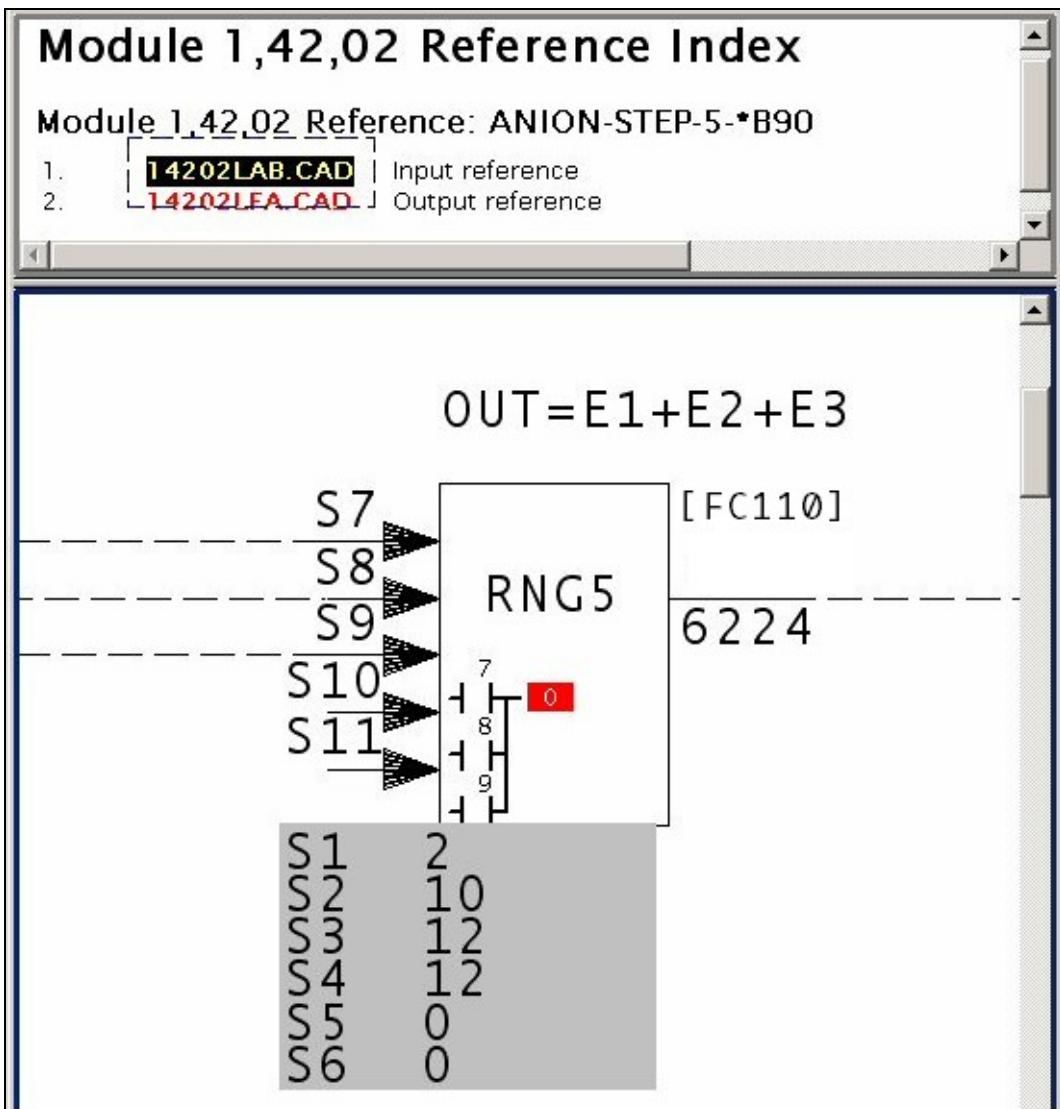 Module 1,42,02 Reference Index
Module 1,42,02 Reference: ANION-STEP-5-*B90
1. 14202LAB.CAD Input reference
2. 14202LFA.CAD Output reference
OUT=E1+E2+E3
S7
[FC110]
S8
RNG5
S9
6224
7
S10
0
8
S11
9
S1 2
S2 10
S3 12
S4 12
S5 0
S6 0